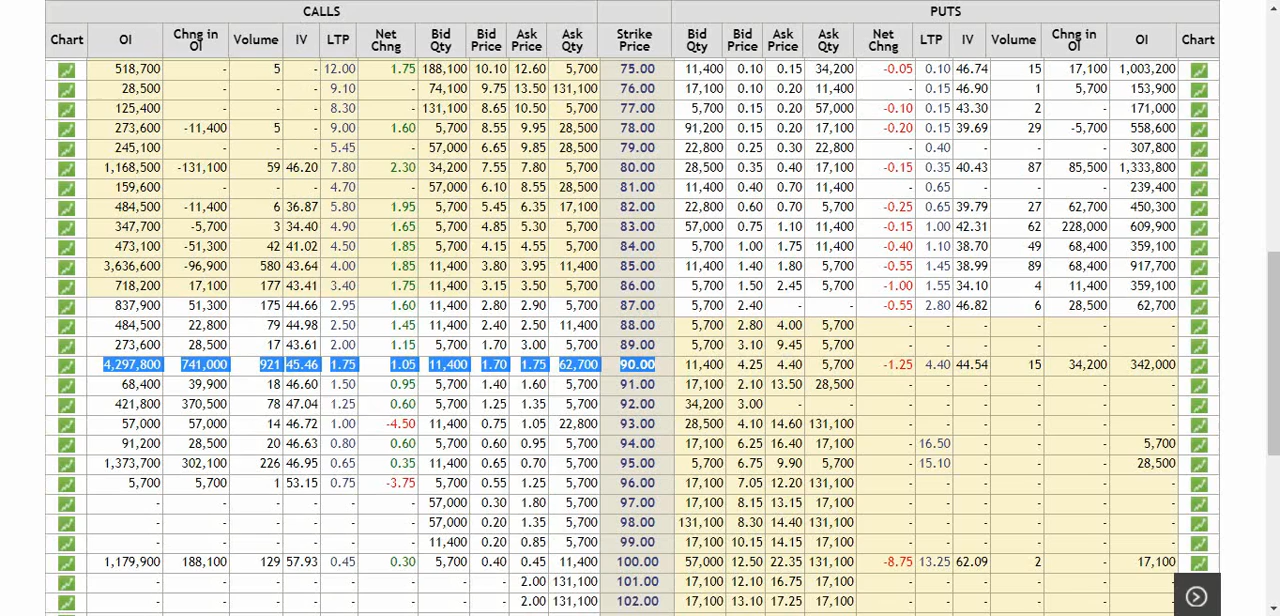 CALLS PUTS
Chart OI Chng in OI Volume IV LTP Net Chng Bid Qty Bid Price Ask Price Ask Qty Strike Price Bid Qty Bid Price Ask Price Ask Qty Net Chng LTP IV Volume Chng in OI OI Chart
518,700 - 5 - 12.00 1.75 188,100 10.10 12.60 5,700 75.00 11,400 0.10 0.15 34,200 -0.05 0.10 46.74 15 17,100 1,003,200
28,500 - - - 9.10 - 74,100 9.75 13.50 131,100 76.00 17,100 0.10 0.20 11,400 - 0.15 46.90 1 5,700 153,900
125,400 - - - 8.30 - 131,100 8.65 10.50 5,700 77.00 5,700 0.15 0.20 57,000 -0.10 0.15 43.30 2 - 171,000
273,600 -11,400 5 - 9.00 1.60 5,700 8.55 9.95 28,500 78.00 91,200 0.15 0.20 17,100 -0.20 0.15 39.69 29 -5,700 558,600
245,100 - - - 5.45 - 57,000 6.65 9.85 28,500 79.00 22,800 0.25 0.30 22,800 - 0.40 - - - 307,800
1,168,500 -131,100 59 46.20 7.80 2.30 34,200 7.55 7.80 5,700 80.00 28,500 0.35 0.40 17,100 -0.15 0.35 40.43 87 85,500 1,333,800
159,600 - - - 4.70 - 57,000 6.10 8.55 28,500 81.00 11,400 0.40 0.70 11,400 - 0.65 - - - 239,400
484,500 -11,400 6 36.87 5.80 1.95 5,700 5.45 6.35 17,100 82.00 22,800 0.60 0.70 5,700 -0.25 0.65 39.79 27 62,700 450,300
347,700 -5,700 3 34.40 4.90 1.65 5,700 4.85 5.30 5,700 83.00 57,000 0.75 1.10 11,400 -0.15 1.00 42.31 62 228,000 609,900
473,100 -51,300 42 41.02 4.50 1.85 5,700 4.15 4.55 5,700 84.00 5,700 1.00 1.75 11,400 -0.40 1.10 38.70 49 68,400 359,100
3,636,600 -96,900 580 43.64 4.00 1.85 11,400 3.80 3.95 11,400 85.00 11,400 1.40 1.80 5,700 -0.55 1.45 38.99 89 68,400 917,700
718,200 17,100 177 43.41 3.40 1.75 11,400 3.15 3.50 5,700 86.00 5,700 1.50 2.45 5,700 -1.00 1.55 34.10 4 11,400 359,100
837,900 51,300 175 44.66 2.95 1.60 11,400 2.80 2.90 5,700 87.00 5,700 2.40 - - -0.55 2.80 46.82 6 28,500 62,700
484,500 22,800 79 44.98 2.50 1.45 11,400 2.40 2.50 11,400 88.00 5,700 2.80 4.00 5,700 - - - - - -
273,600 28,500 17 43.61 2.00 1.15 5,700 1.70 3.00 5,700 89.00 5,700 3.10 9.45 5,700 - - - - - -
4,297,800 741,000 921 45.46 1.75 1.05 11,400 1.70 1.75 62,700 90.00 11,400 4.25 4.40 5,700 -1.25 4.40 44.54 15 34,200 342,000
68,400 39,900 18 46.60 1.50 0.95 5,700 1.40 1.60 5,700 91.00 17,100 2.10 13.50 28,500 - - - - - -
421,800 370,500 78 47.04 1.25 0.60 5,700 1.25 1.35 5,700 92.00 34,200 3.00 - - - - - - - -
57,000 57,000 14 46.72 1.00 -4.50 11,400 0.75 1.05 22,800 93.00 28,500 4.10 14.60 131,100 - - - - - -
91,200 28,500 20 46.63 0.80 0.60 5,700 0.60 0.95 5,700 94.00 17,100 6.25 16.40 17,100 - 16.50 - - - 5,700
1,373,700 302,100 226 46.95 0.65 0.35 11,400 0.65 0.70 5,700 95.00 5,700 6.75 9.90 5,700 - 15.10 - - - 28,500
5,700 5,700 1 53.15 0.75 -3.75 5,700 0.55 1.25 5,700 96.00 17,100 7.05 12.20 131,100 - - - - - -
- - - - - - 57,000 0.30 1.80 5,700 97.00 17,100 8.15 13.15 17,100 - - - - - -
- - - - - - 57,000 0.20 1.35 5,700 98.00 131,100 8.30 14.40 131,100 - - - - - -
- - - - - - 11,400 0.20 0.85 5,700 99.00 17,100 10.15 14.15 17,100 - - - - - -
1,179,900 188,100 129 57.93 0.45 0.30 5,700 0.40 0.45 11,400 100.00 57,000 12.50 22.35 131,100 -8.75 13.25 62.09 2 - 17,100
- - - - - - - - 2.00 131,100 101.00 17,100 12.10 16.75 17,100 - - - - - -
- - - - - - - - 2.00 131,100 102.00 17,100 13.10 17.25 17,100 - - - - - -